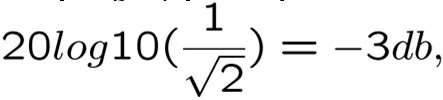 20log10(1/√2) = −3db,